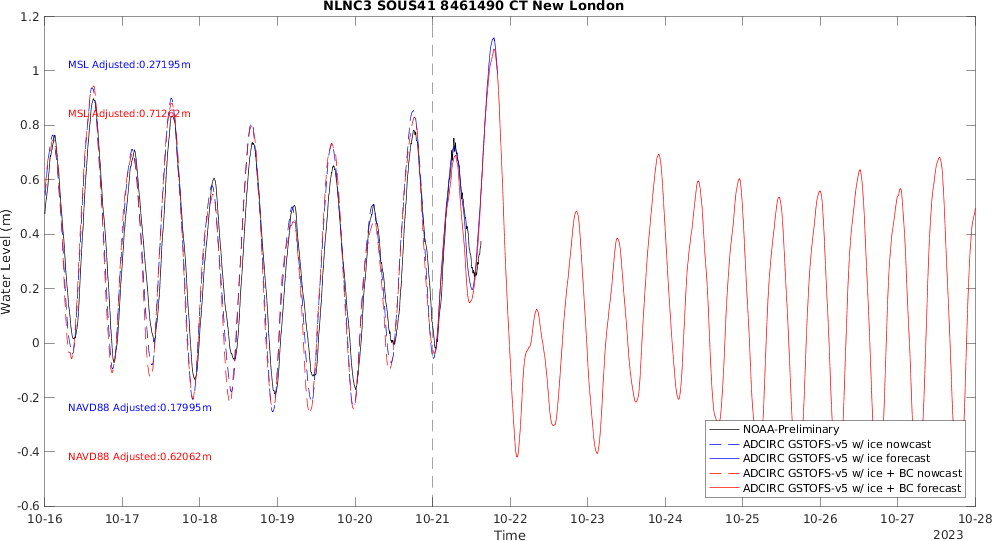 NLNC3 SOUS41 8461490 CT New London
1.2
1
0.8
0.6
0.4
0.2
0
-0.2
-0.4
-0.6
Water Level (m)
MSL Adjusted:0.27195m
MSL Adjusted:0.71262m
NAVD88 Adjusted:0.17995m
NAVD88 Adjusted:0.62062m
NOAA-Preliminary
ADCIRC GSTOFS-v5 w/ ice nowcast
ADCIRC GSTOFS-v5 w/ ice forecast
ADCIRC GSTOFS-v5 w/ ice + BC nowcast
ADCIRC GSTOFS-v5 w/ ice + BC forecast
10-16 10-17 10-18 10-19 10-20 10-21 10-22 10-23 10-24 10-25 10-26 10-27 10-28
Time
2023